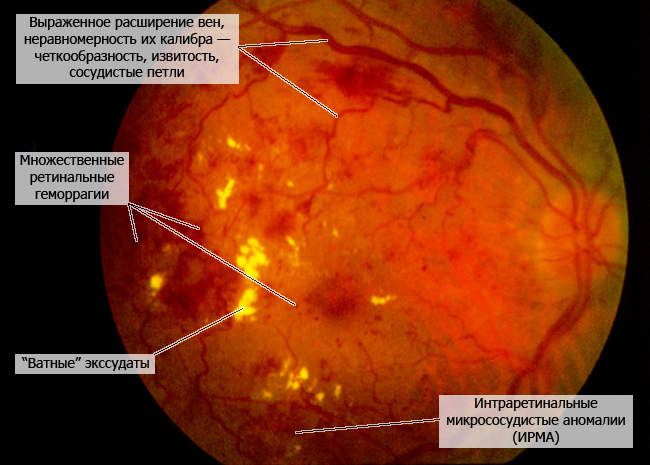 Выраженное расширение вен,
неравномерность их калибра —
четкообразность, извитость,
сосудистые петли
Множественные
ретинальные
геморрагии
“Ватные” экссудаты
Интраретинальные
микрососудистые аномалии
(ИРМА)